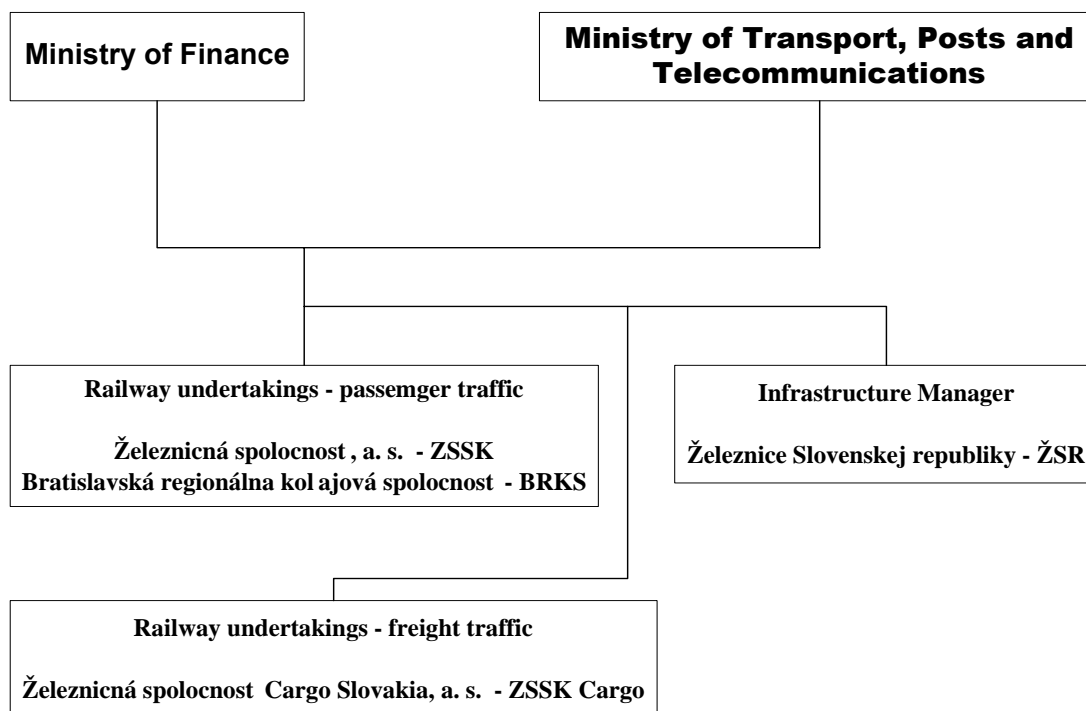 Ministry of Finance
Ministry of Transport, Posts and
Telecommunications
Railway undertakings - passemger traffic
Železnicná spolocnost , a. s. - ZSSK
Bratislavská regionálna kol ajová spolocnost - BRKS
Infrastructure Manager
Železnice Slovenskej republiky - ŽSR
Railway undertakings - freight traffic
Železnicná spolocnost Cargo Slovakia, a. s. - ZSSK Cargo